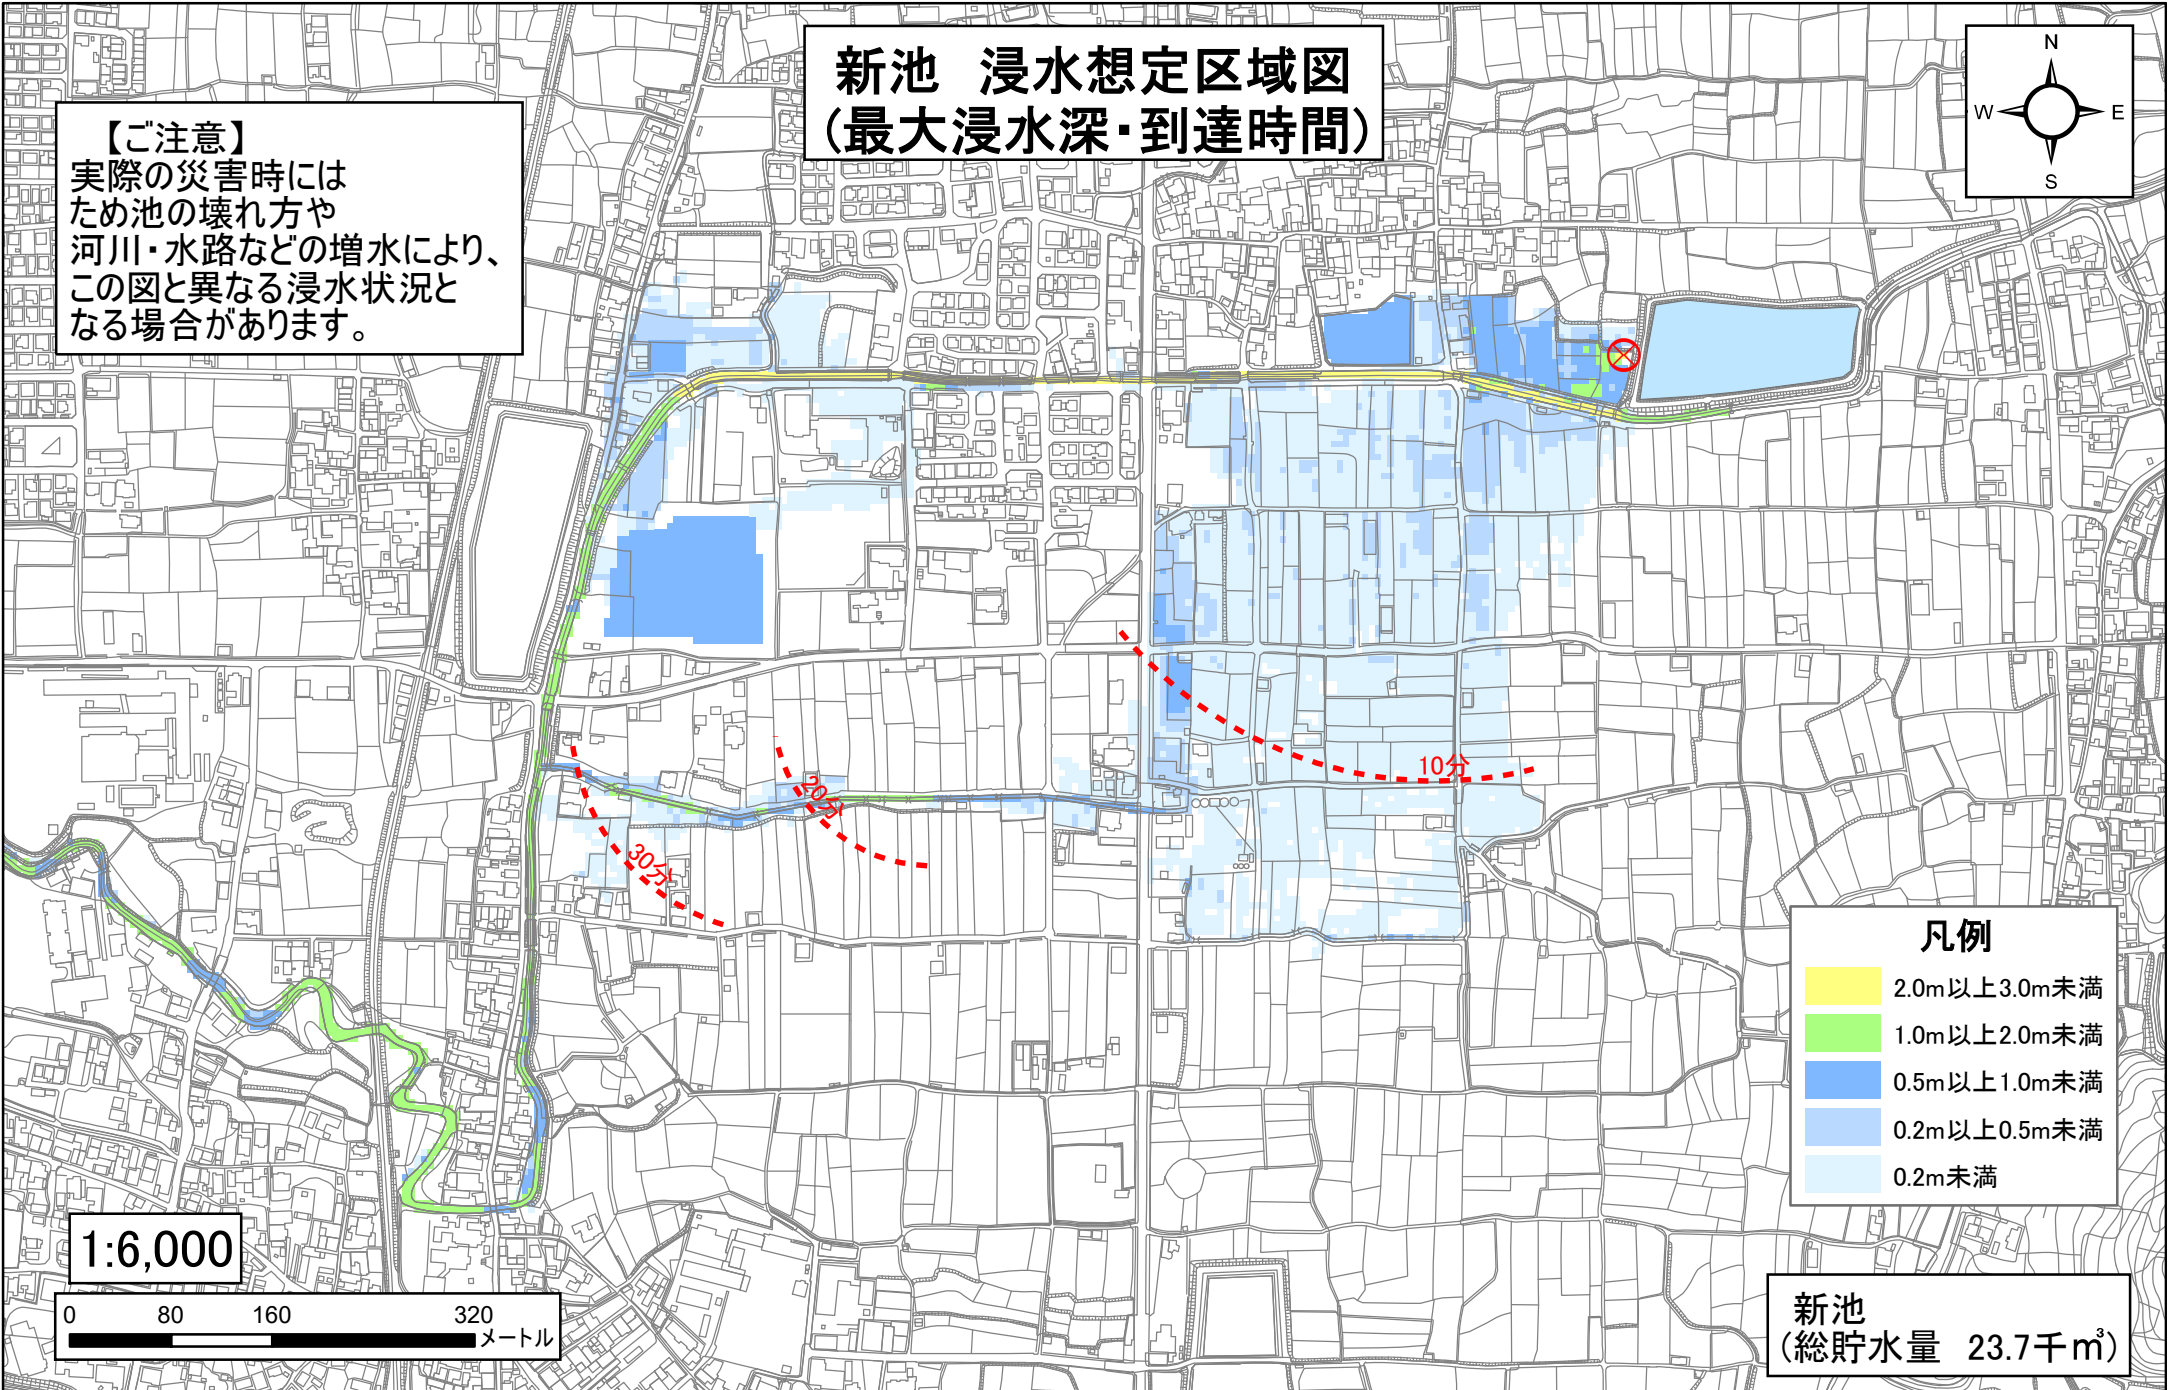 新池　浸水想定区域図
(最大浸水深・到達時間)
【ご注意】
実際の災害時には
ため池の壊れ方や
河川・水路などの増水により、
この図と異なる浸水状況と
なる場合があります。
N
W E
S
10分
20分
30分
凡例
2.0m以上3.0m未満
1.0m以上2.0m未満
0.5m以上1.0m未満
0.2m以上0.5m未満
0.2m未満
1:6,000
0 80 160 320
メートル
新池
(総貯水量　23.7千㎥)